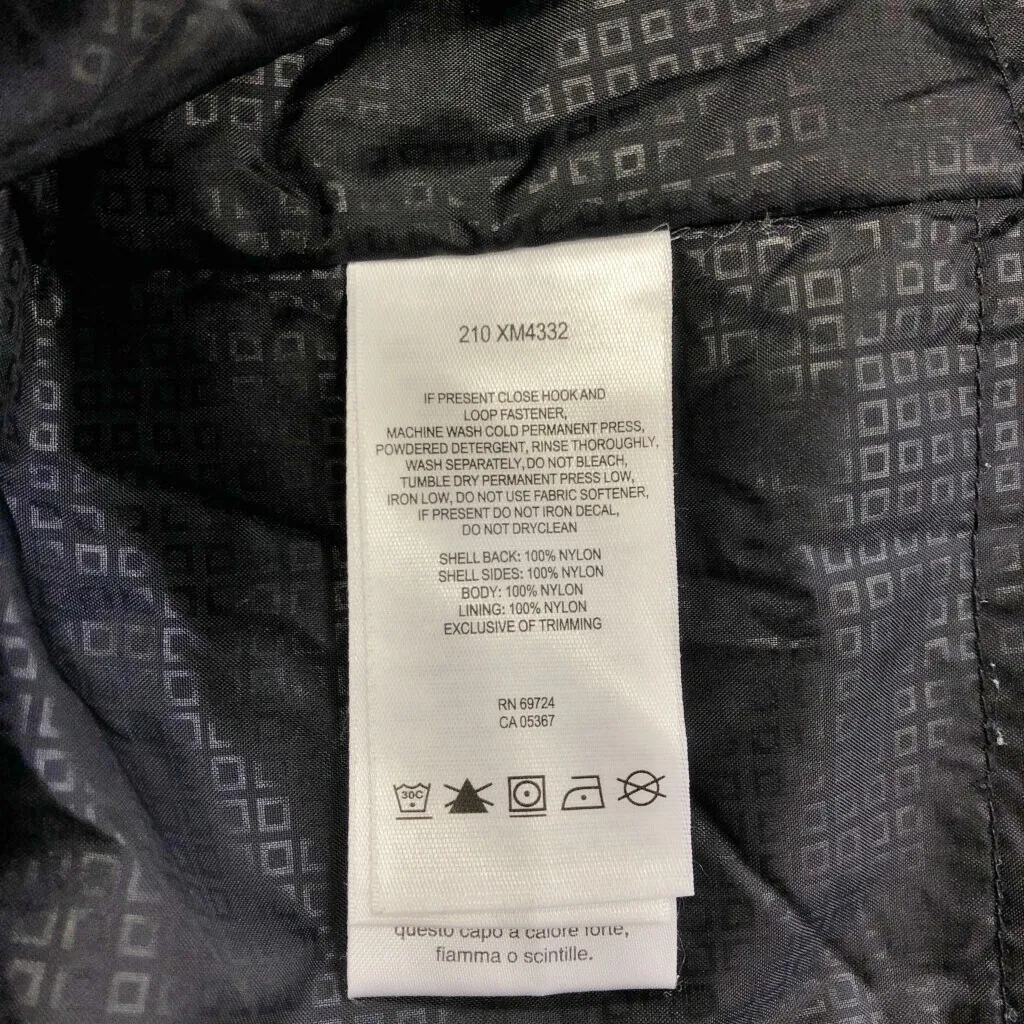 210 XM4332
IF PRESENT CLOSE HOOK AND
LOOP FASTENER,
MACHINE WASH COLD PERMANENT PRESS,
POWDERED DETERGENT, RINSE THOROUGHLY,
WASH SEPARATELY, DO NOT BLEACH,
TUMBLE DRY PERMANENT PRESS LOW,
IRON LOW, DO NOT USE FABRIC SOFTENER,
IF PRESENT DO NOT IRON DECAL,
DO NOT DRYCLEAN
SHELL BACK: 100% NYLON
SHELL SIDES: 100% NYLON
BODY: 100% NYLON
LINING: 100% NYLON
EXCLUSIVE OF TRIMMING
RN 69724
CA 05367
30C
questo capo a calore forte,
fiamma o scintille.